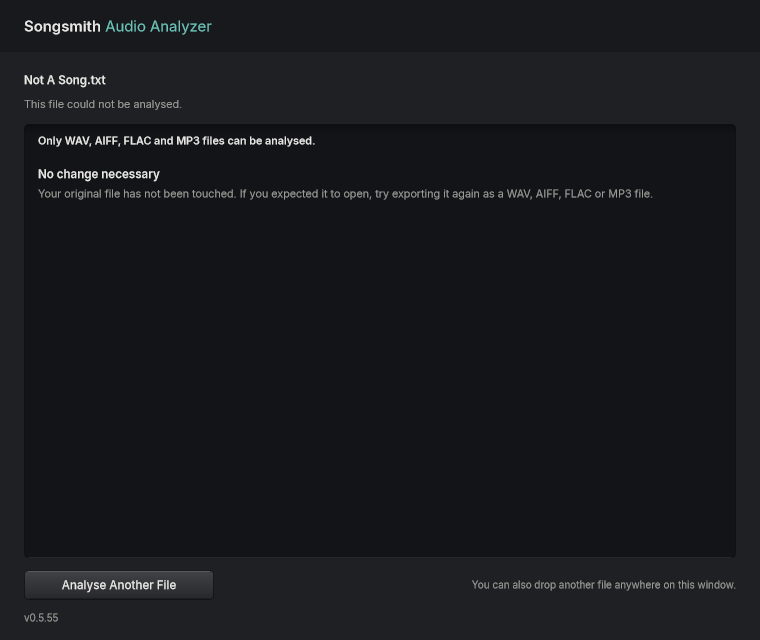 Songsmith Audio Analyzer
Not A Song.txt
This file could not be analysed.
Only WAV, AIFF, FLAC and MP3 files can be analysed.
No change necessary
Your original file has not been touched. If you expected it to open, try exporting it again as a WAV, AIFF, FLAC or MP3 file.
Analyse Another File
You can also drop another file anywhere on this window.
v0.5.55